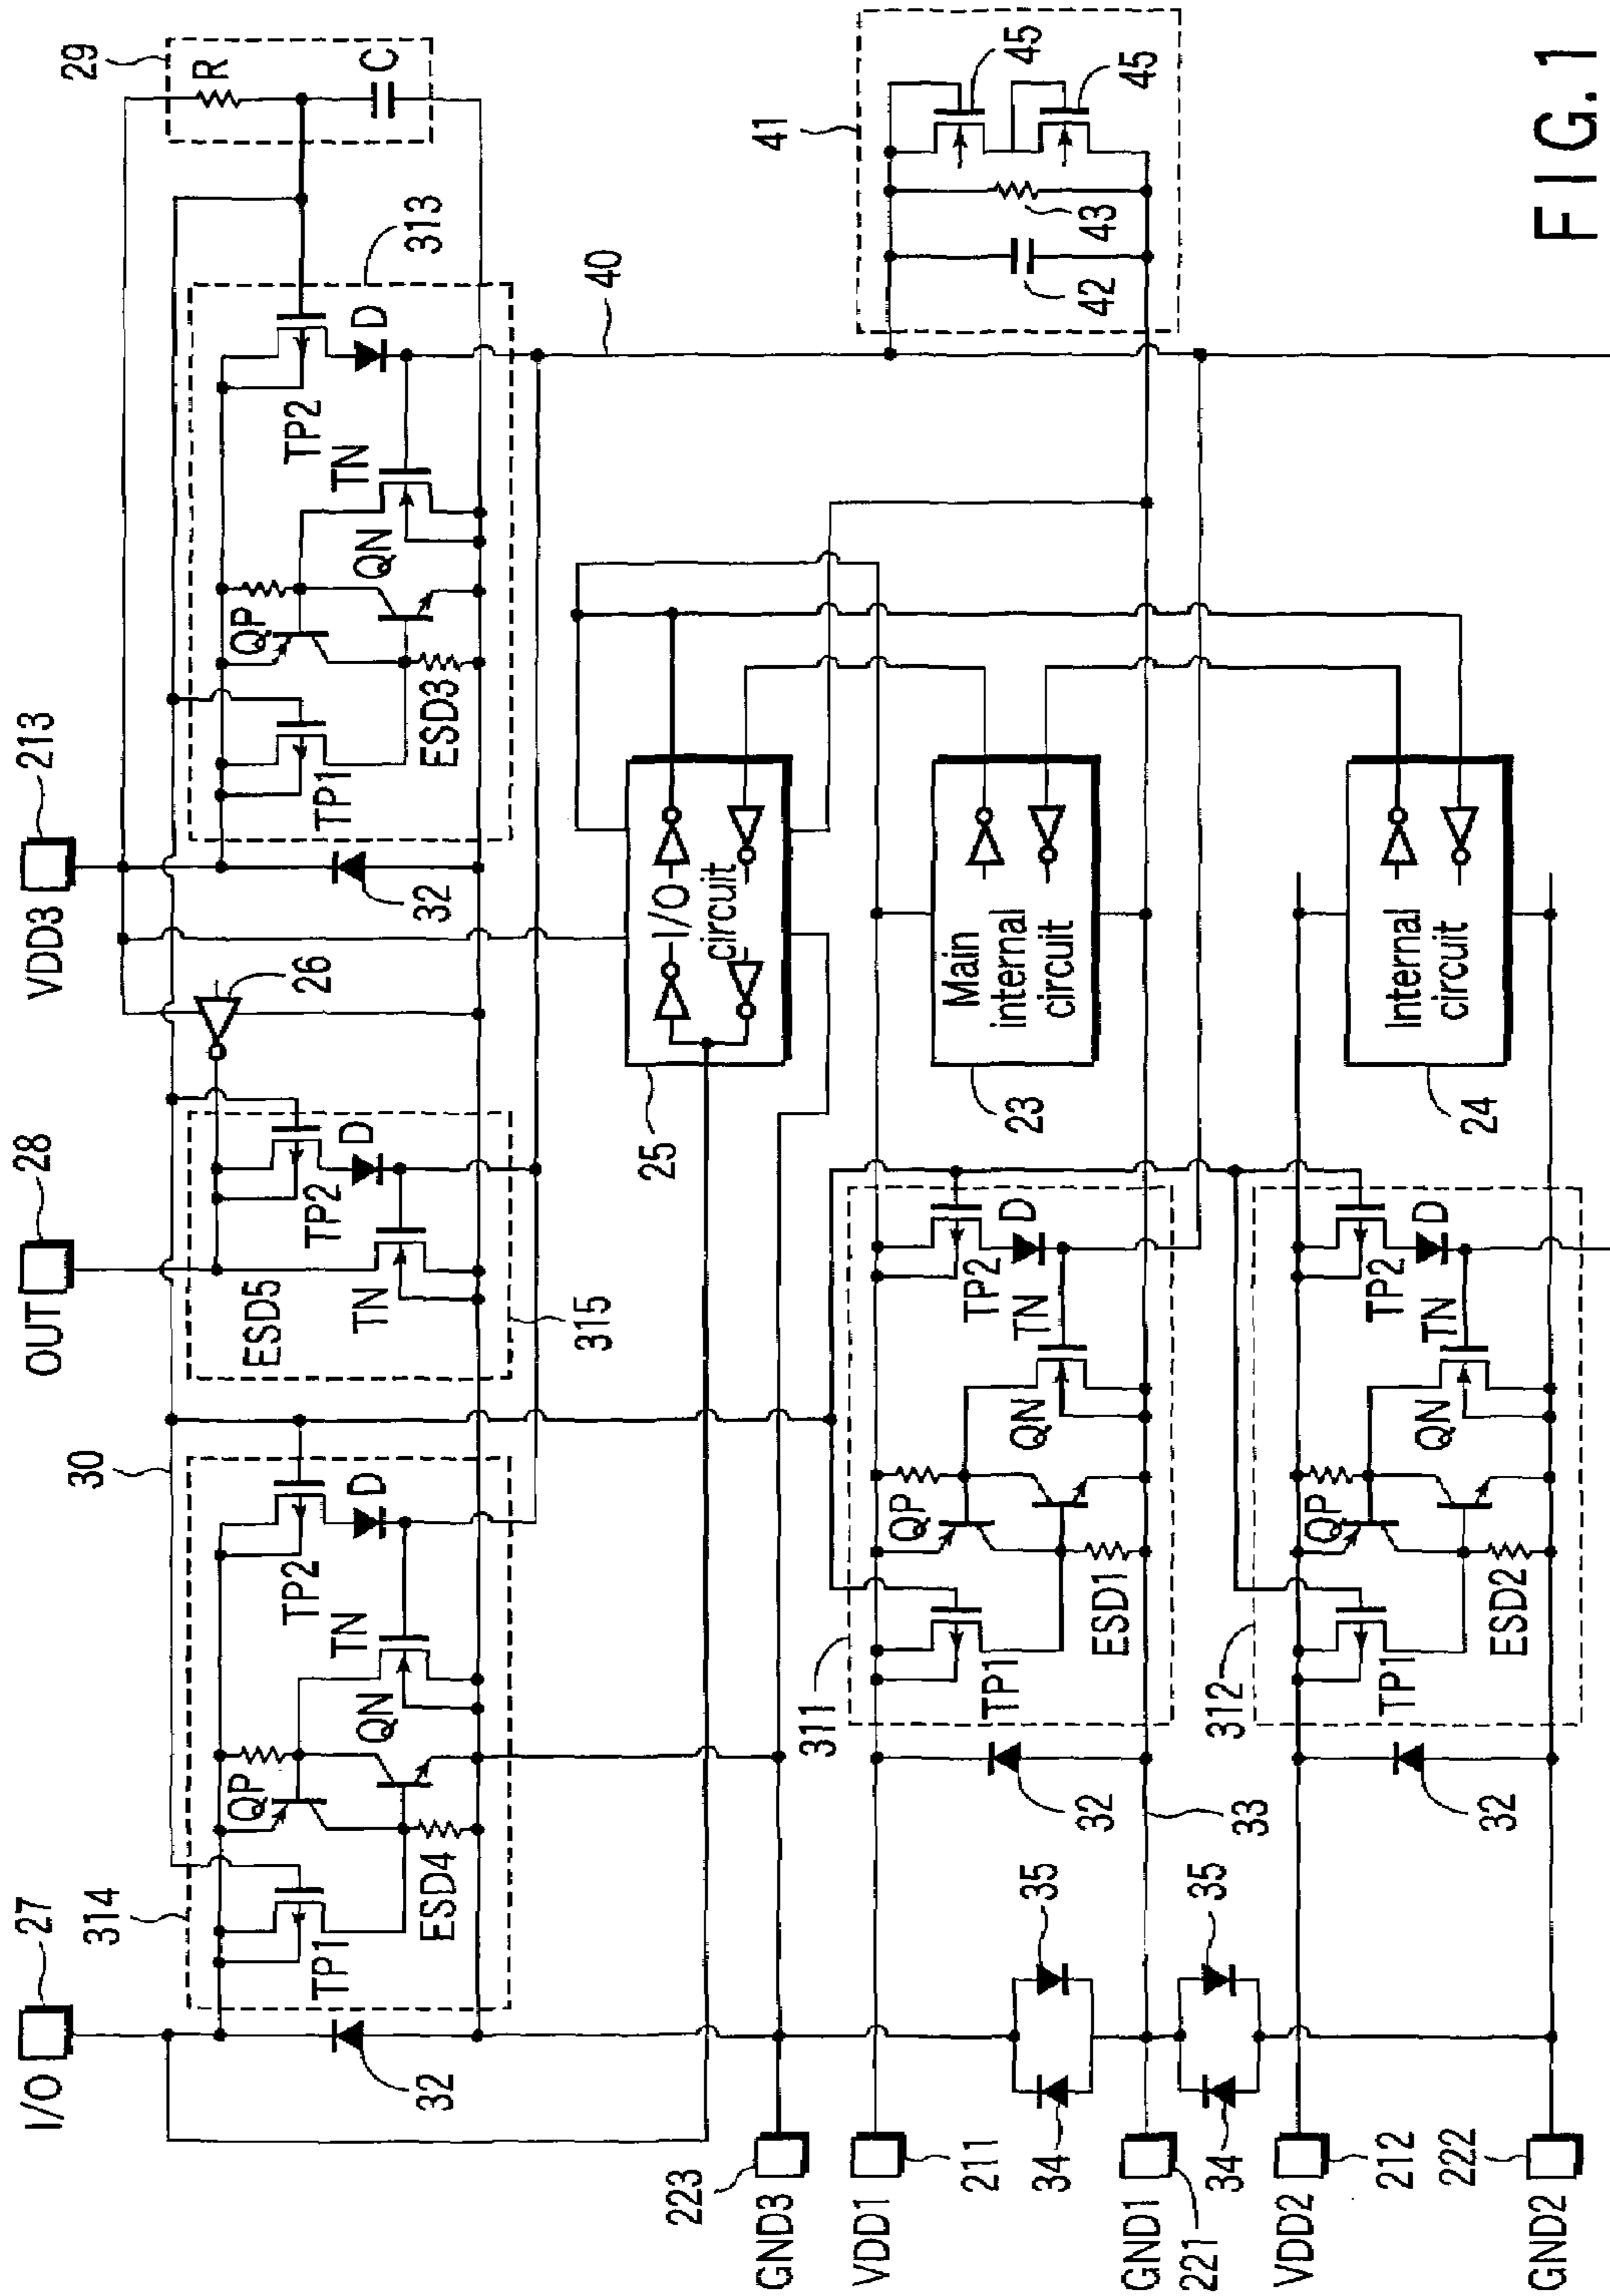 I/O
27
OUT
28
VDD3
213
29
R
C
314
30
TP1
QP
QN
ESD4
TN
TP2
D
32
ESD5
TN
TP2
D
315
26
32
TP1
QP
ESD3
QN
TN
TP2
D
313
40
25
I/O
circuit
223
GND3
VDD1
211
34
35
GND1
221
34
35
VDD2
212
222
GND2
33
32
311
TP1
QP
ESD1
QN
TN
TP2
D
23
Main
internal
circuit
41
42
43
45
45
32
312
TP1
QP
ESD2
QN
TN
TP2
D
24
Internal
circuit
FIG. 1